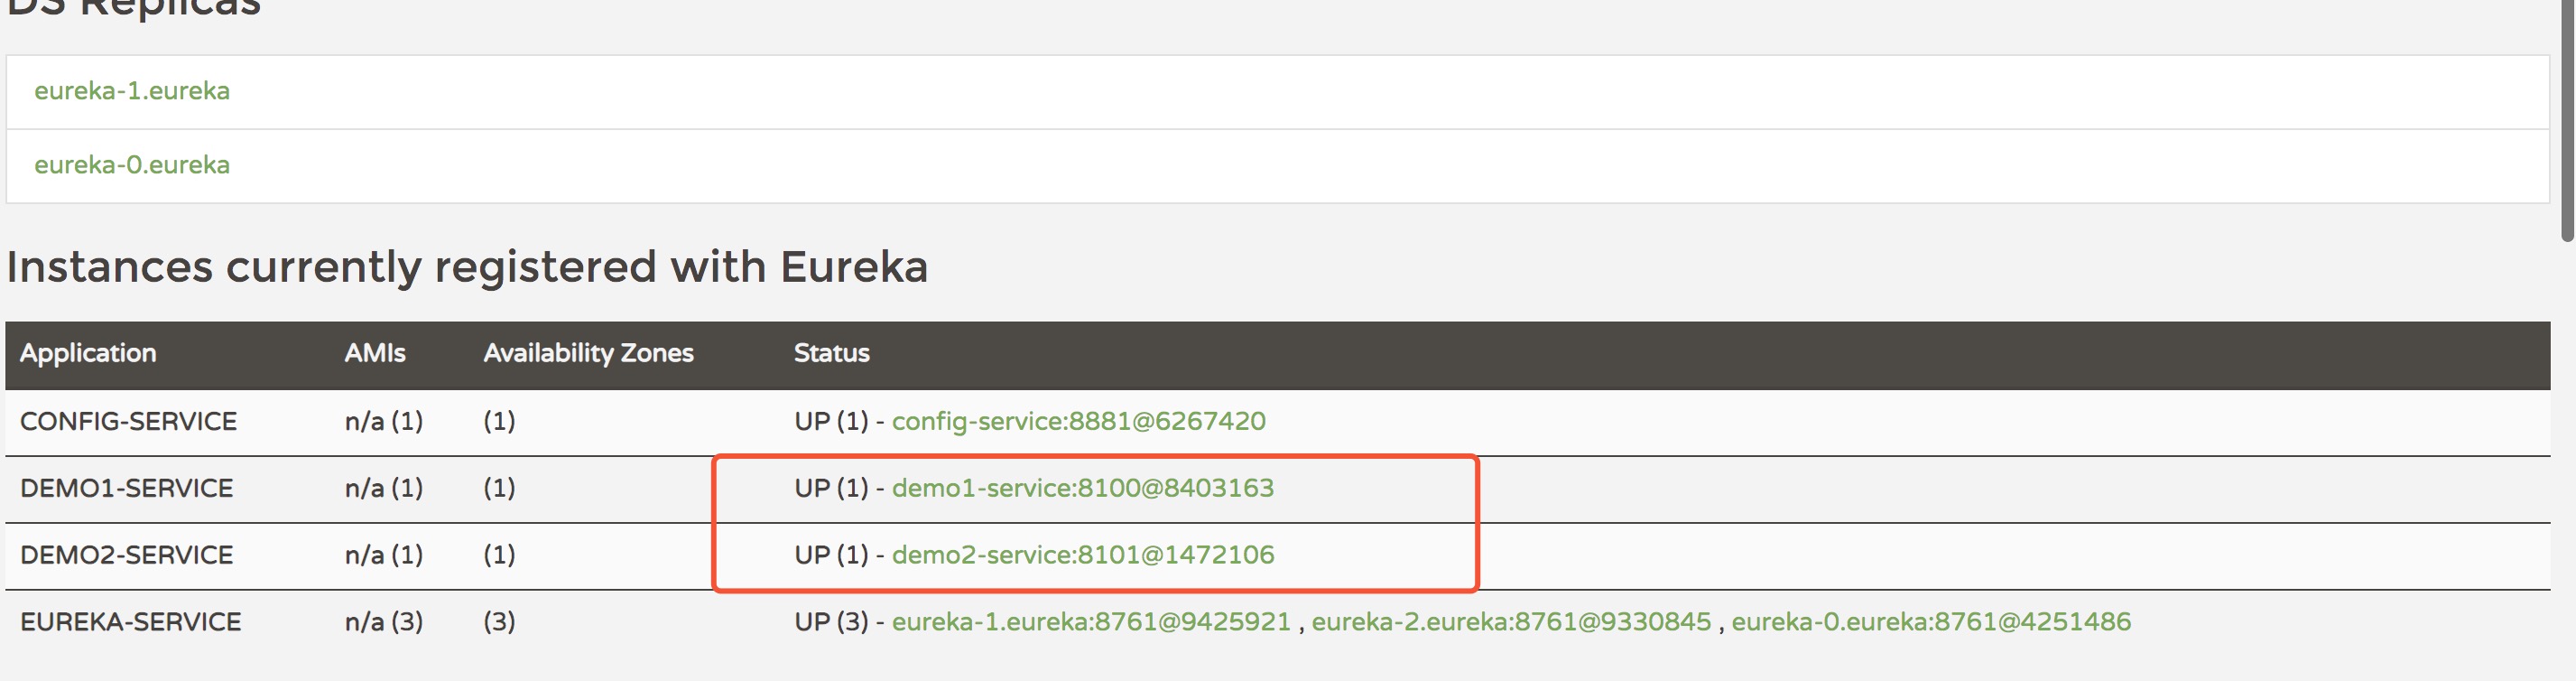 DS Replicas
eureka-1.eureka
eureka-0.eureka
Instances currently registered with Eureka
Application AMIs Availability Zones Status
CONFIG-SERVICE n/a (1) (1) UP (1) - config-service:8881@6267420
DEMO1-SERVICE n/a (1) (1) UP (1) - demo1-service:8100@8403163
DEMO2-SERVICE n/a (1) (1) UP (1) - demo2-service:8101@1472106
EUREKA-SERVICE n/a (3) (3) UP (3) - eureka-1.eureka:8761@9425921 , eureka-2.eureka:8761@9330845 , eureka-0.eureka:8761@4251486